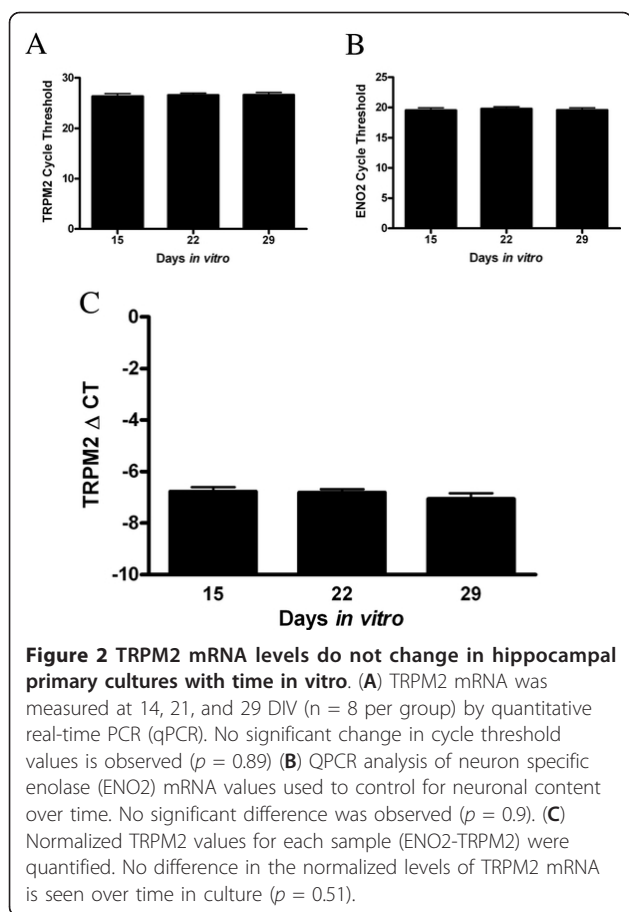 A
TRPM2 Cycle Threshold
30
20
10
0
15 22 29
Days in vitro
B
ENO2 Cycle Threshold
25
20
15
10
5
0
15 22 29
Days in vitro
C
TRPM2 Δ CT
0
-2
-4
-6
-8
-10
15 22 29
Days in vitro
Figure 2 TRPM2 mRNA levels do not change in hippocampal
primary cultures with time in vitro. (A) TRPM2 mRNA was
measured at 14, 21, and 29 DIV (n = 8 per group) by quantitative
real-time PCR (qPCR). No significant change in cycle threshold
values is observed (p = 0.89) (B) QPCR analysis of neuron specific
enolase (ENO2) mRNA values used to control for neuronal content
over time. No significant difference was observed (p = 0.9). (C)
Normalized TRPM2 values for each sample (ENO2-TRPM2) were
quantified. No difference in the normalized levels of TRPM2 mRNA
is seen over time in culture (p = 0.51).